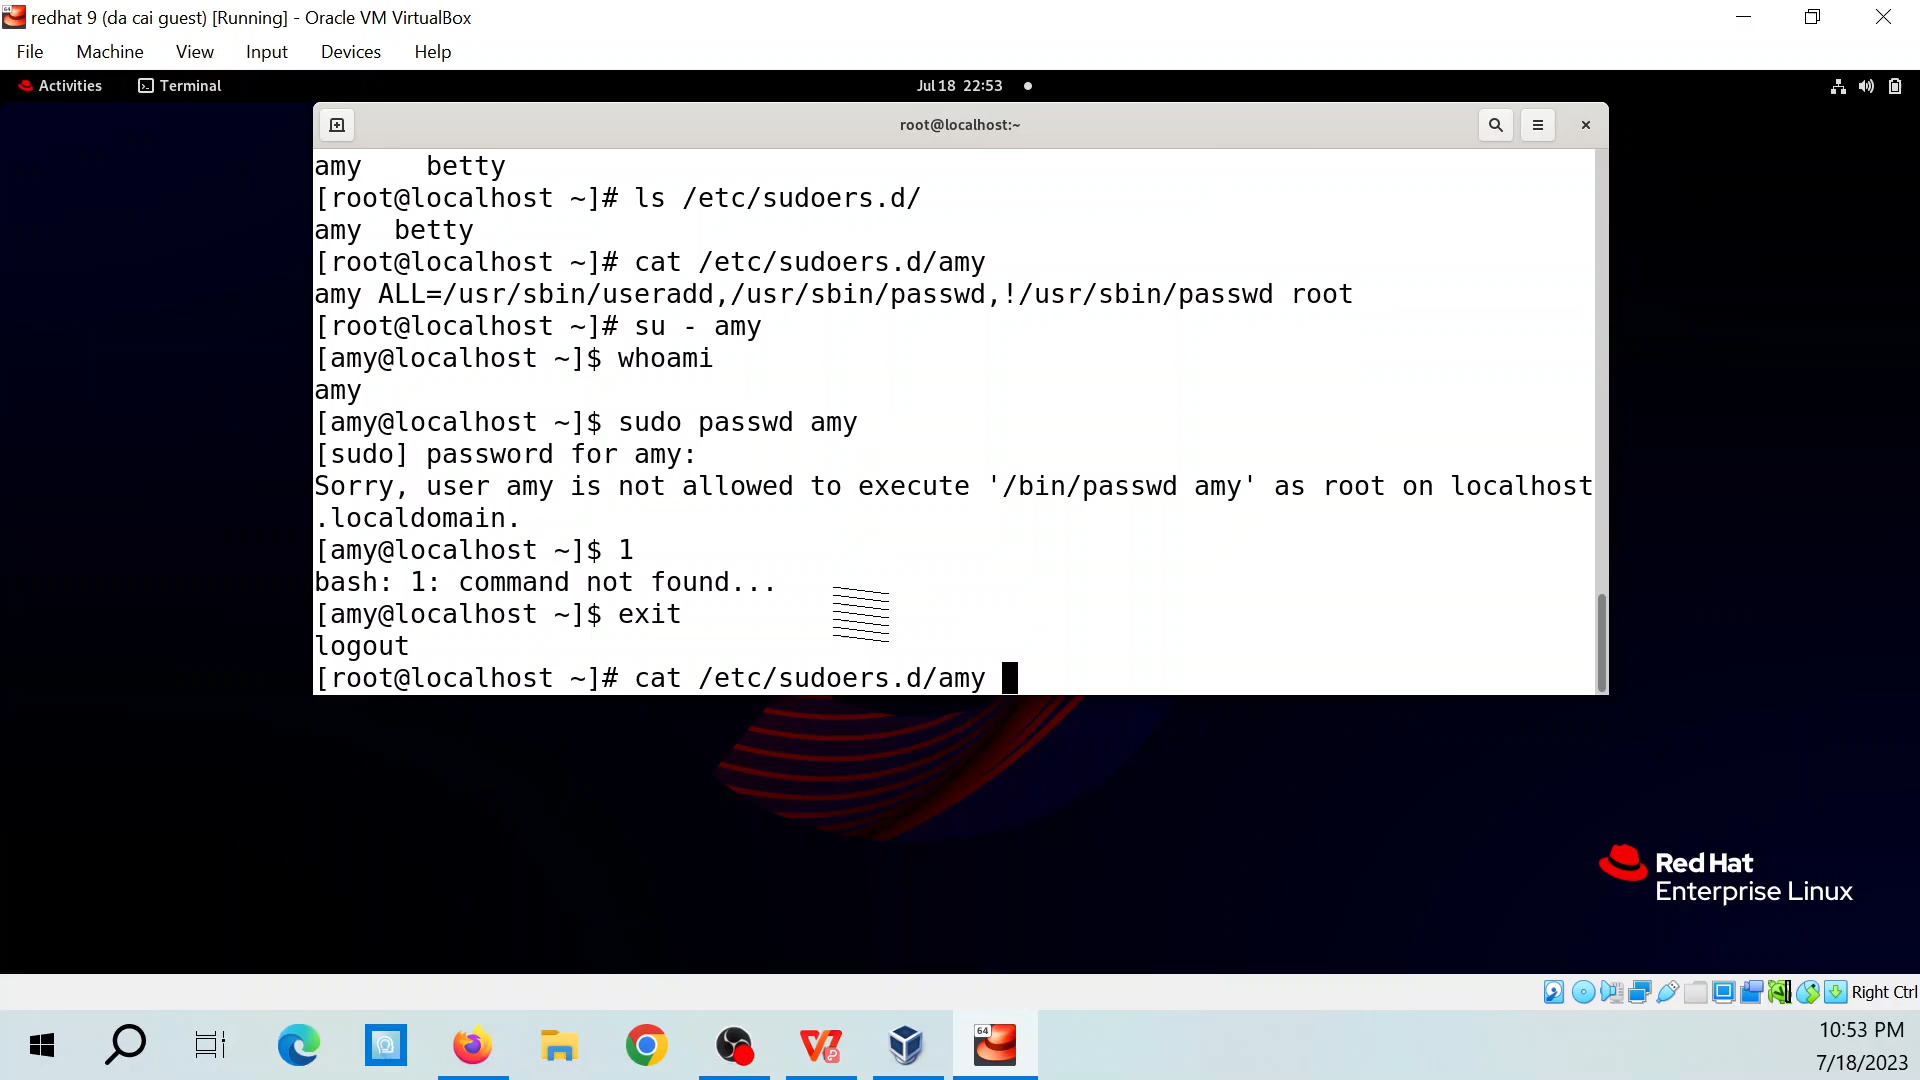 redhat 9 (da cai guest) [Running] - Oracle VM VirtualBox
File Machine View Input Devices Help
Activities Terminal Jul 18 22:53
root@localhost:~
amy betty
[root@localhost ~]# ls /etc/sudoers.d/
amy betty
[root@localhost ~]# cat /etc/sudoers.d/amy
amy ALL=/usr/sbin/useradd,/usr/sbin/passwd,!/usr/sbin/passwd root
[root@localhost ~]# su - amy
[amy@localhost ~]$ whoami
amy
[amy@localhost ~]$ sudo passwd amy
[sudo] password for amy:
Sorry, user amy is not allowed to execute '/bin/passwd amy' as root on localhost
.localdomain.
[amy@localhost ~]$ 1
bash: 1: command not found...
[amy@localhost ~]$ exit
logout
[root@localhost ~]# cat /etc/sudoers.d/amy
Red Hat
Enterprise Linux
Right Ctrl
64
10:53 PM
7/18/2023